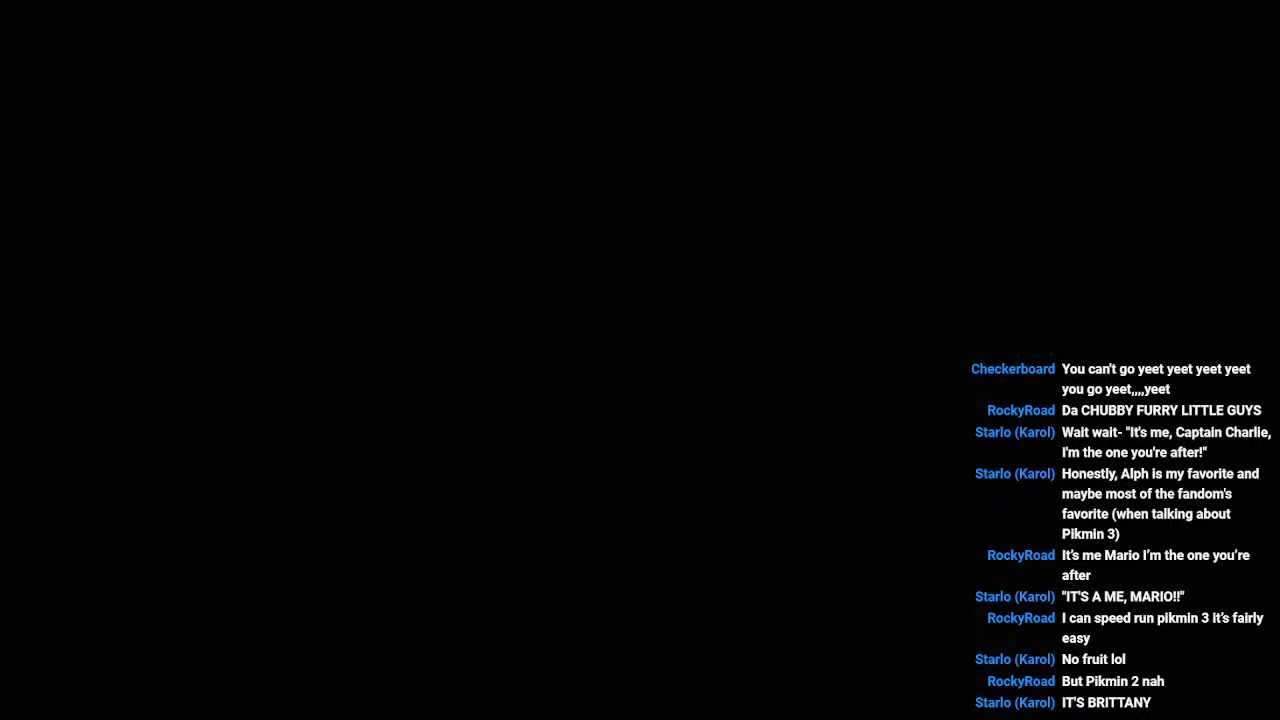 Checkerboard You can't go yeet yeet yeet yeet
you go yeet,,,,yeet
RockyRoad Da CHUBBY FURRY LITTLE GUYS
Starlo (Karol) Wait wait- "It's me, Captain Charlie,
I'm the one you're after!"
Starlo (Karol) Honestly, Alph is my favorite and
maybe most of the fandom's
favorite (when talking about
Pikmin 3)
RockyRoad It's me Mario I'm the one you're
after
Starlo (Karol) "IT'S A ME, MARIO!!"
RockyRoad I can speed run pikmin 3 it's fairly
easy
Starlo (Karol) No fruit lol
RockyRoad But Pikmin 2 nah
Starlo (Karol) IT'S BRITTANY